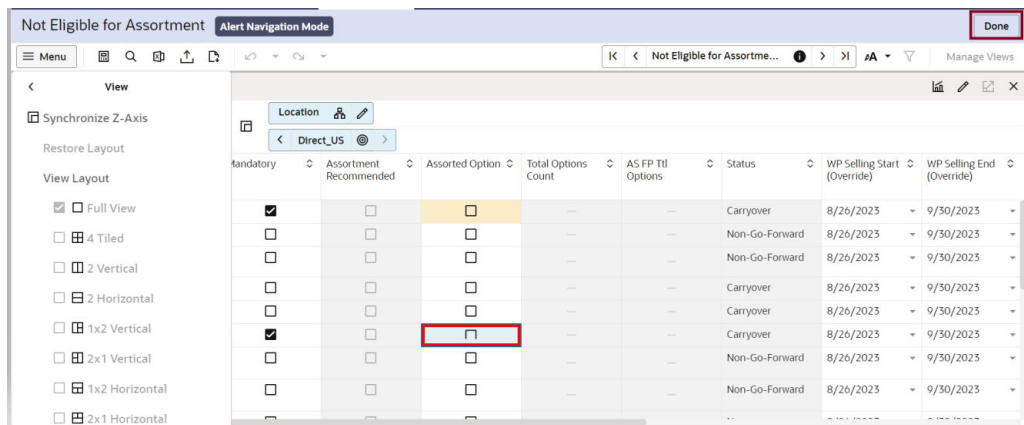 Not Eligible for Assortment Alert Navigation Mode Done
Menu Not Eligible for Assortme... AA Manage Views
View
Synchronize Z-Axis
Restore Layout
View Layout
Full View
4 Tiled
2 Vertical
2 Horizontal
1x2 Vertical
2x1 Vertical
1x2 Horizontal
2x1 Horizontal
Location
Direct_US
Mandatory Assortment Recommended Assorted Option Total Options Count AS FP Ttl Options Status WP Selling Start (Override) WP Selling End (Override)
— — Carryover 8/26/2023 9/30/2023
— — Non-Go-Forward 8/26/2023 9/30/2023
— — Non-Go-Forward 8/26/2023 9/30/2023
— — Carryover 8/26/2023 9/30/2023
— — Carryover 8/26/2023 9/30/2023
— — Carryover 8/26/2023 9/30/2023
— — Non-Go-Forward 8/26/2023 9/30/2023
— — Non-Go-Forward 8/26/2023 9/30/2023